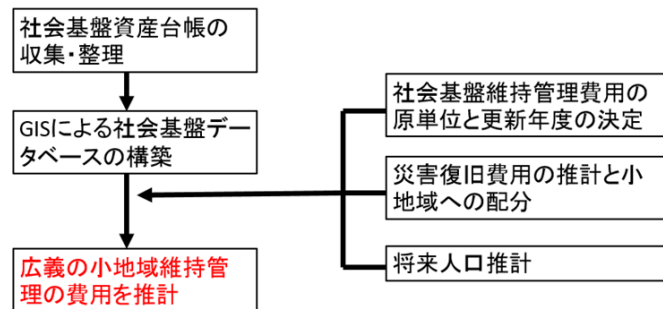 社会基盤資産台帳の
収集・整理
GISによる社会基盤デー
タベースの構築
広義の小地域維持管
理の費用を推計
社会基盤維持管理費用の
原単位と更新年度の決定
災害復旧費用の推計と小
地域への配分
将来人口推計